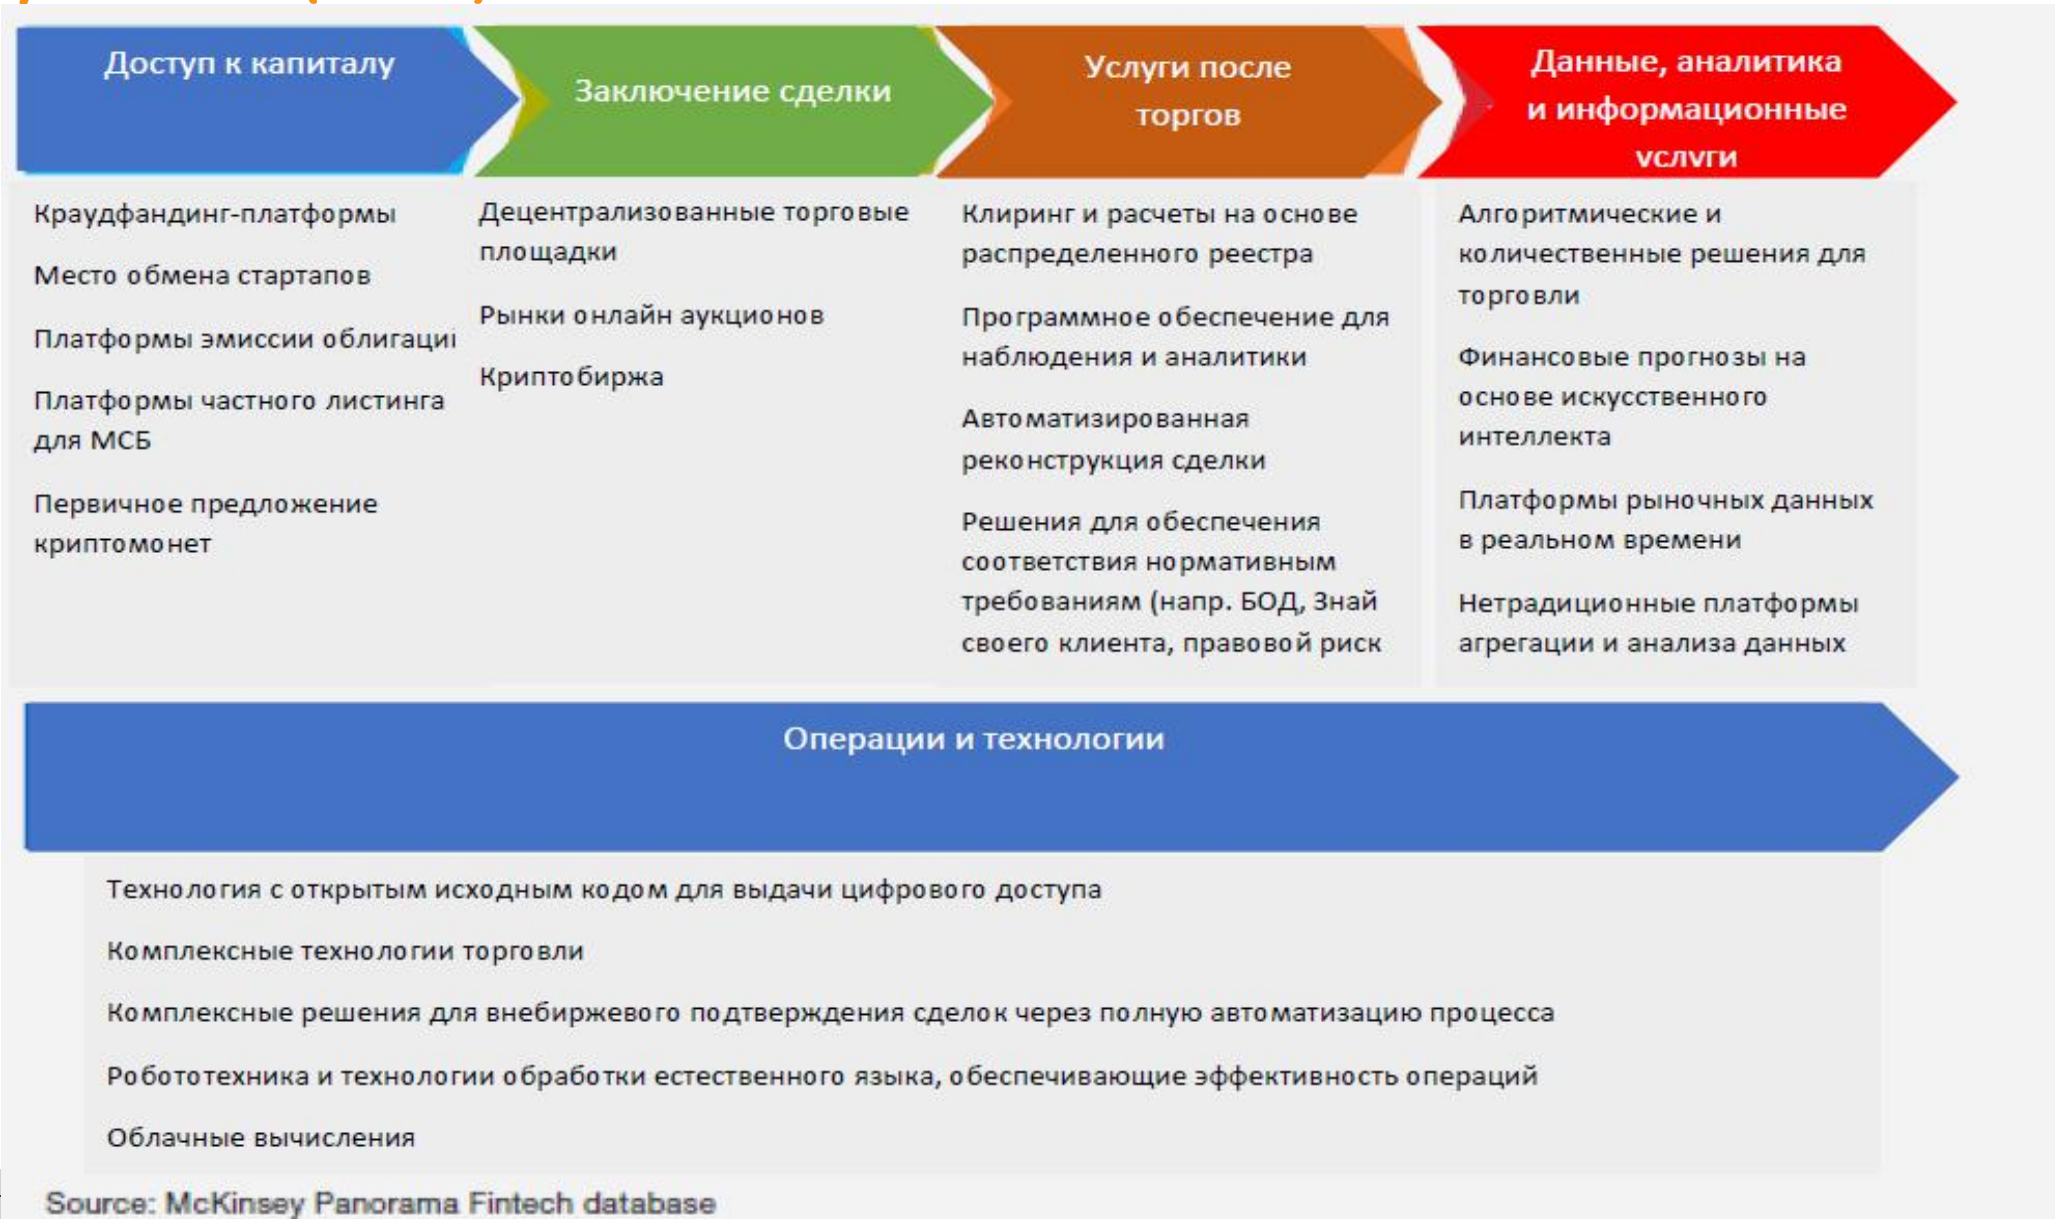 Доступ к капиталу
Заключение сделки
Услуги после
торгов
Данные, аналитика
и информационные
услуги
Краудфандинг-платформы
Место обмена стартапов
Платформы эмиссии облигаци
Платформы частного листинга
для МСБ
Первичное предложение
криптомонет
Децентрализованные торговые
площадки
Рынки онлайн аукционов
Криптобиржа
Клиринг и расчеты на основе
распределенного реестра
Программное обеспечение для
наблюдения и аналитики
Автоматизированная
реконструкция сделки
Решения для обеспечения
соответствия нормативным
требованиям (напр. БОД, Знай
своего клиента, правовой риск
Алгоритмические и
количественные решения для
торговли
Финансовые прогнозы на
основе искусственного
интеллекта
Платформы рыночных данных
в реальном времени
Нетрадиционные платформы
агрегации и анализа данных
Операции и технологии
Технология с открытым исходным кодом для выдачи цифрового доступа
Комплексные технологии торговли
Комплексные решения для внебиржевого подтверждения сделок через полную автоматизацию процесса
Робототехника и технологии обработки естественного языка, обеспечивающие эффективность операций
Облачные вычисления
Source: McKinsey Panorama Fintech database